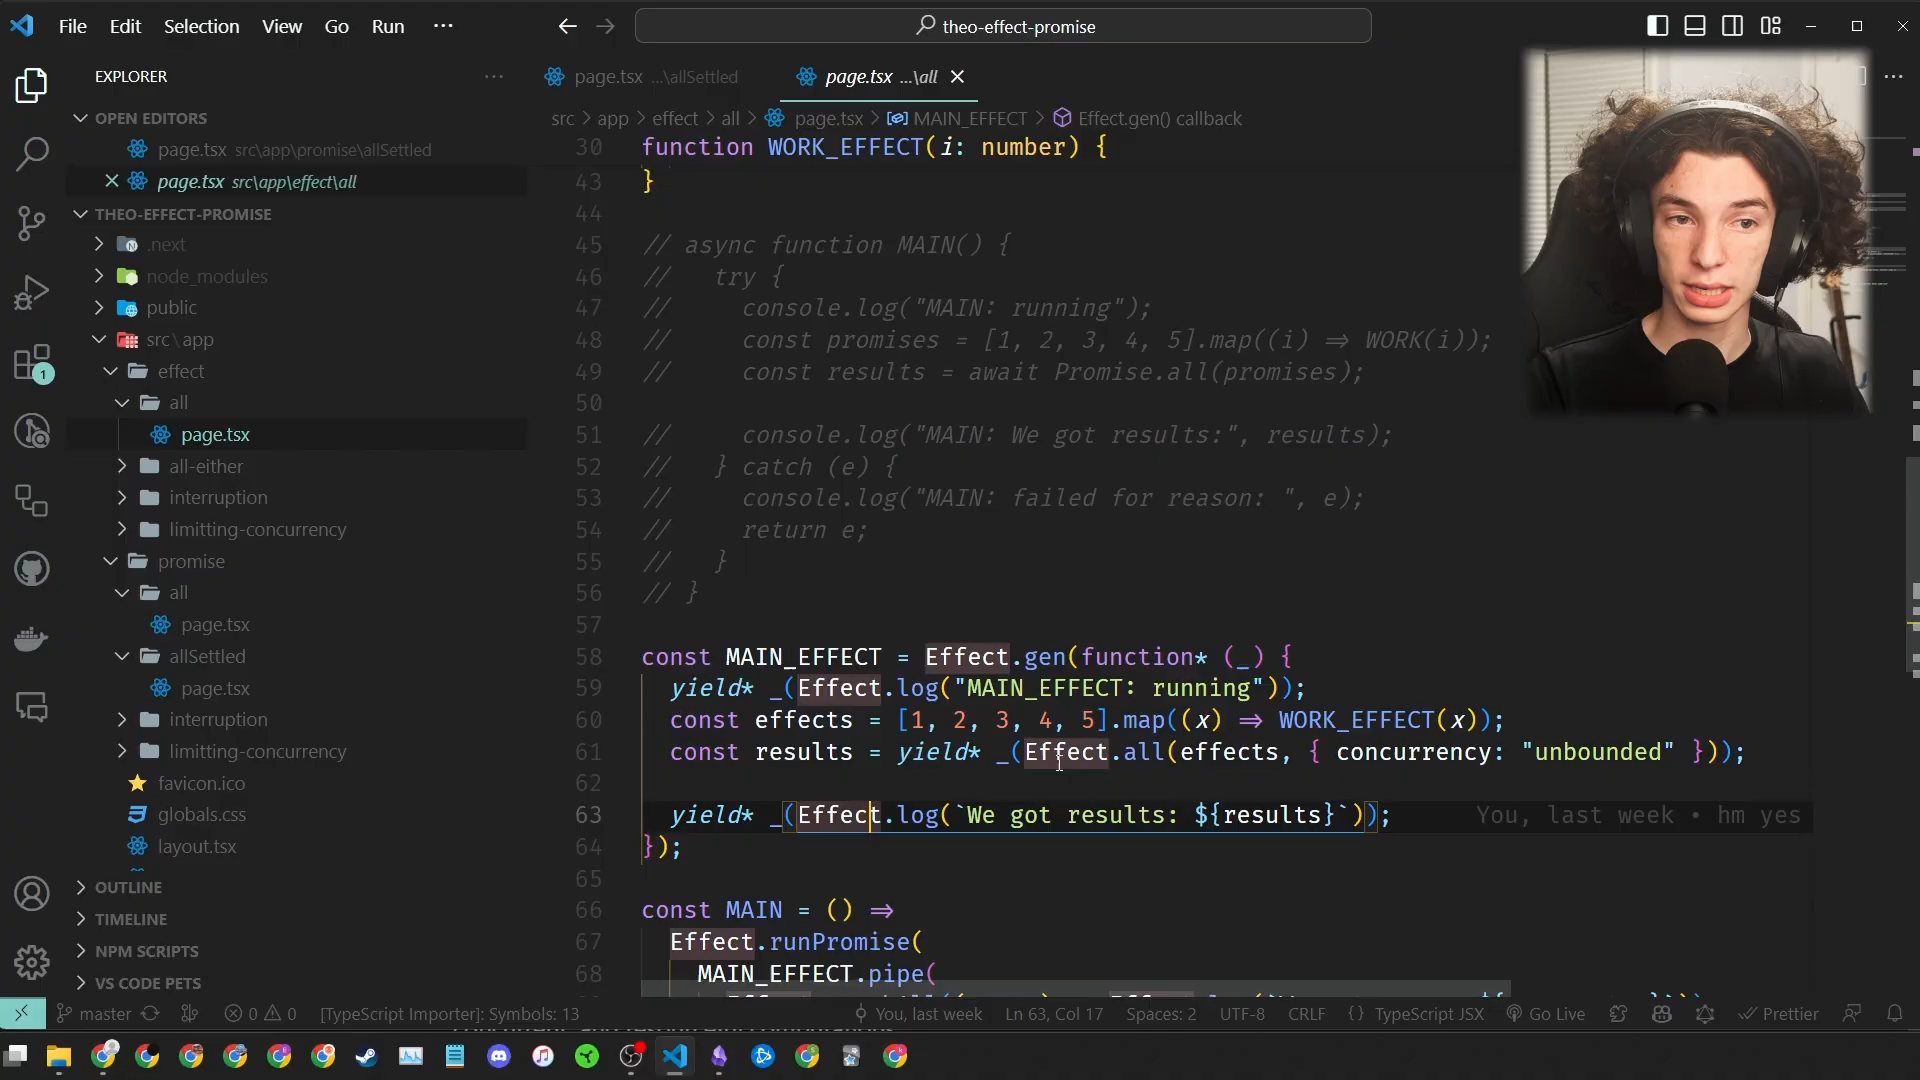 File Edit Selection View Go Run ···
theo-effect-promise
EXPLORER
OPEN EDITORS
page.tsx src\app\promise\allSettled
page.tsx src\app\effect\all
THEO-EFFECT-PROMISE
.next
node_modules
public
src\app
effect
all
page.tsx
all-either
interruption
limitting-concurrency
promise
all
page.tsx
allSettled
page.tsx
interruption
limitting-concurrency
favicon.ico
globals.css
layout.tsx
OUTLINE
TIMELINE
NPM SCRIPTS
VS CODE PETS
1
page.tsx ...\allSettled
page.tsx ...\all
src > app > effect > all > page.tsx > MAIN_EFFECT > Effect.gen() callback
30 function WORK_EFFECT(i: number) {
43 }
44
45 // async function MAIN() {
46 // try {
47 // console.log("MAIN: running");
48 // const promises = [1, 2, 3, 4, 5].map((i) => WORK(i));
49 // const results = await Promise.all(promises);
50
51 // console.log("MAIN: We got results:", results);
52 // } catch (e) {
53 // console.log("MAIN: failed for reason: ", e);
54 // return e;
55 // }
56 // }
57
58 const MAIN_EFFECT = Effect.gen(function* (_) {
59 yield* _(Effect.log("MAIN_EFFECT: running"));
60 const effects = [1, 2, 3, 4, 5].map((x) => WORK_EFFECT(x));
61 const results = yield* _(Effect.all(effects, { concurrency: "unbounded" }));
62
63 yield* _(Effect.log(`We got results: ${results}`)); You, last week • hm yes
64 });
65
66 const MAIN = () =>
67 Effect.runPromise(
68 MAIN_EFFECT.pipe(
master 0 0 [TypeScript Importer]: Symbols: 13 You, last week Ln 63, Col 17 Spaces: 2 UTF-8 CRLF {} TypeScript JSX Go Live Prettier